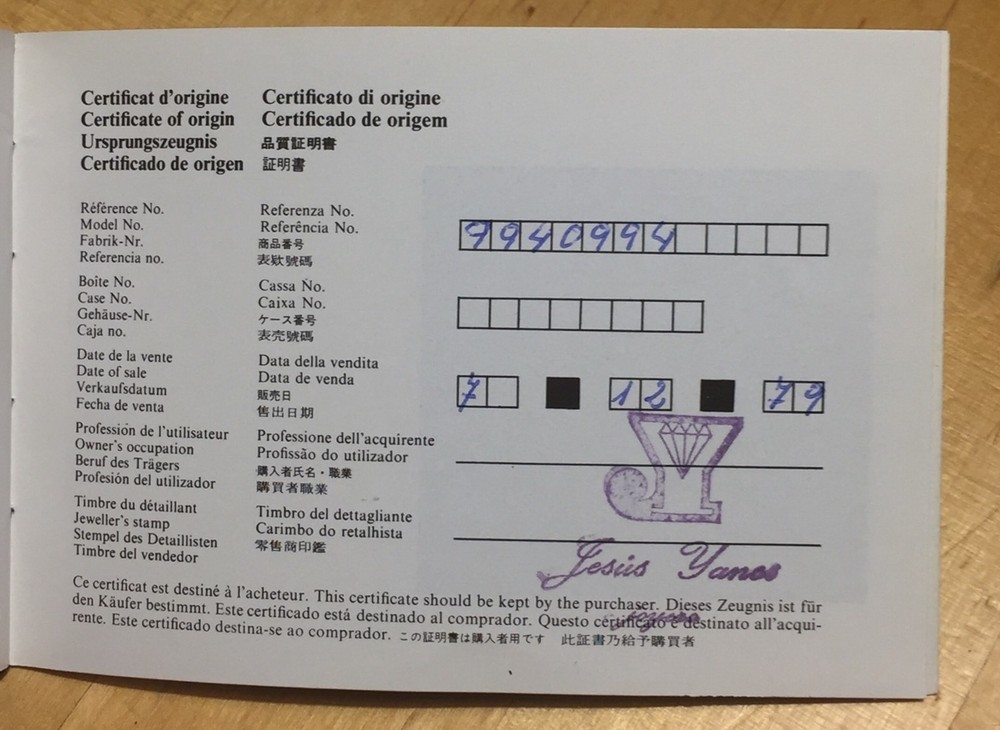 Certificat d'origine
Certificate of origin
Ursprungszeugnis
Certificado de origen
Certificato di origine
Certificado de origem
品質証明書
証明書
Référence No.
Model No.
Fabrik-Nr.
Referencia no.
Referenza No.
Referência No.
商品番号
表欵號碼
7940994
Boîte No.
Case No.
Gehäuse-Nr.
Caja no.
Cassa No.
Caixa No.
ケース番号
表売號碼
Date de la vente
Date of sale
Verkaufsdatum
Fecha de venta
Data della vendita
Data de venda
販売日
售出日期
7 12 79
Profession de l'utilisateur
Owner's occupation
Beruf des Trägers
Profesión del utilizador
Professione dell'acquirente
Profissão do utilizador
購入者氏名・職業
購買者職業
Timbre du détaillant
Jeweller's stamp
Stempel des Detaillisten
Timbre del vendedor
Timbro del dettagliante
Carimbo do retalhista
零售商印鑑
Jesús Yanes
Ce certificat est destiné à l'acheteur. This certificate should be kept by the purchaser. Dieses Zeugnis ist für
den Käufer bestimmt. Este certificado está destinado al comprador. Questo certificato è destinato all'acqui-
rente. Este certificado destina-se ao comprador. この証明書は購入者用です 此証書乃給予購買者